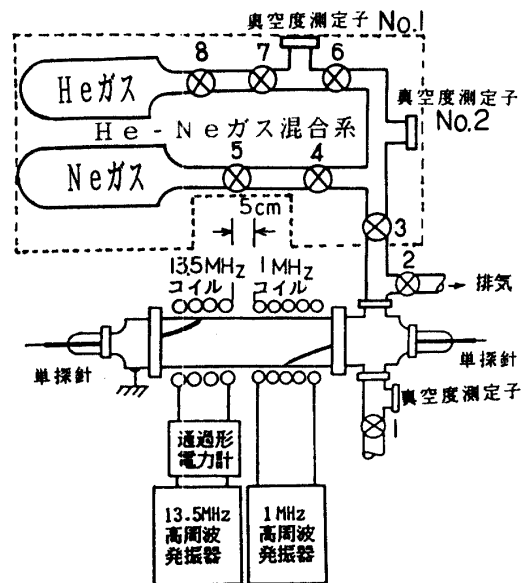 真空度測定子 No.1
8
7
6
Heガス
真空度測定子
No.2
He-Neガス混合系
5
4
Neガス
5cm
3
13.5MHz
コイル
1MHz
コイル
2
排気
単探針
単探針
真空度測定子
1
通過形
電力計
13.5MHz
高周波
発振器
1MHz
高周波
発振器